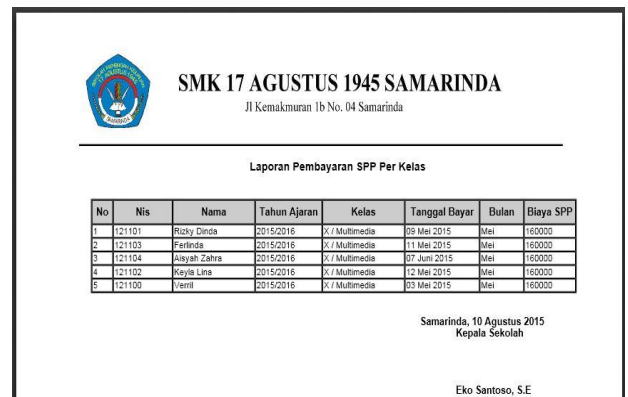 SMK 17 AGUSTUS 1945 SAMARINDA
Jl Kemakmuran 1b No. 04 Samarinda
Laporan Pembayaran SPP Per Kelas
No Nis Nama Tahun Ajaran Kelas Tanggal Bayar Bulan Biaya SPP
1 121101 Rizky Dinda 2015/2016 X / Multimedia 09 Mei 2015 Mei 160000
2 121103 Ferlinda 2015/2016 X / Multimedia 11 Mei 2015 Mei 160000
3 121104 Aisyah Zahra 2015/2016 X / Multimedia 07 Juni 2015 Mei 160000
4 121102 Keyla Lina 2015/2016 X / Multimedia 12 Mei 2015 Mei 160000
5 121100 Verril 2015/2016 X / Multimedia 03 Mei 2015 Mei 160000
Samarinda, 10 Agustus 2015
Kepala Sekolah
Eko Santoso, S.E